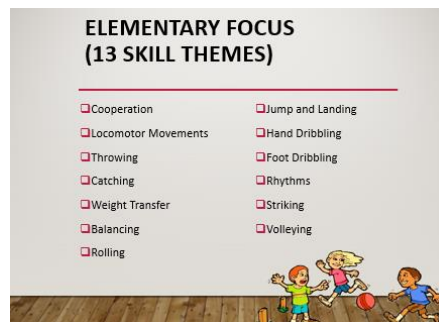 ELEMENTARY FOCUS
(13 SKILL THEMES)
❑Cooperation
❑Locomotor Movements
❑Throwing
❑Catching
❑Weight Transfer
❑Balancing
❑Rolling
❑Jump and Landing
❑Hand Dribbling
❑Foot Dribbling
❑Rhythms
❑Striking
❑Volleying